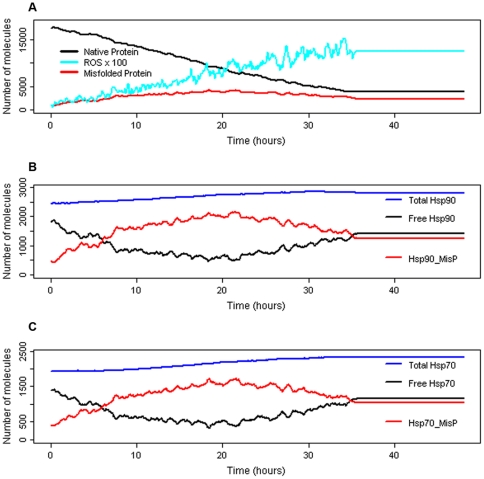 A
Number of molecules
15000
5000
0
Native Protein
ROS x 100
Misfolded Protein
0
10
20
30
40
Time (hours)
B
Number of molecules
3000
2000
1000
0
Total Hsp90
Free Hsp90
Hsp90_MisP
0
10
20
30
40
Time (hours)
C
Number of molecules
2500
1500
500
0
Total Hsp70
Free Hsp70
Hsp70_MisP
0
10
20
30
40
Time (hours)